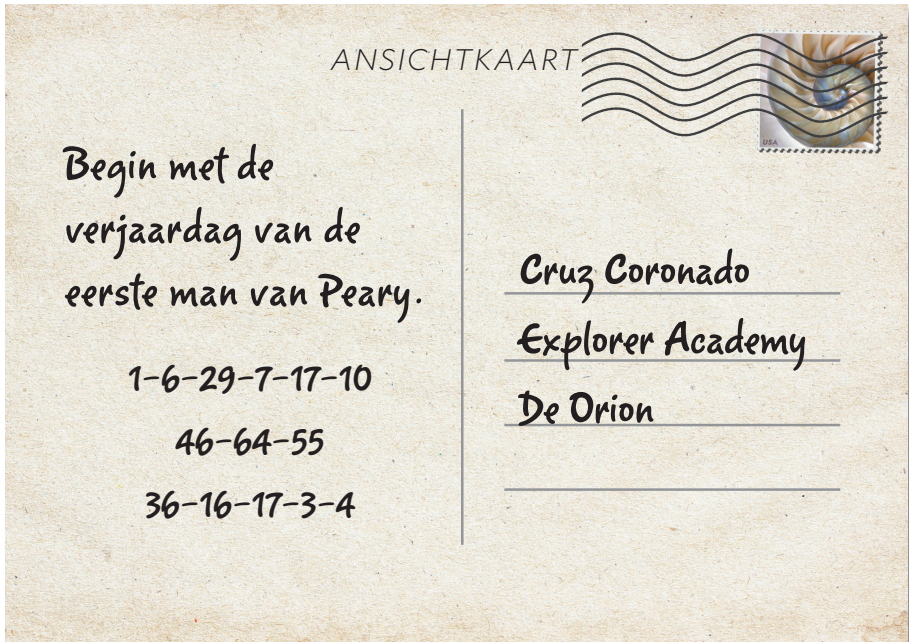 ANSICHTKAART
USA
Begin met de
verjaardag van de
eerste man van Peary.
1-6-29-7-17-10
46-64-55
36-16-17-3-4
Cruz Coronado
Explorer Academy
De Orion